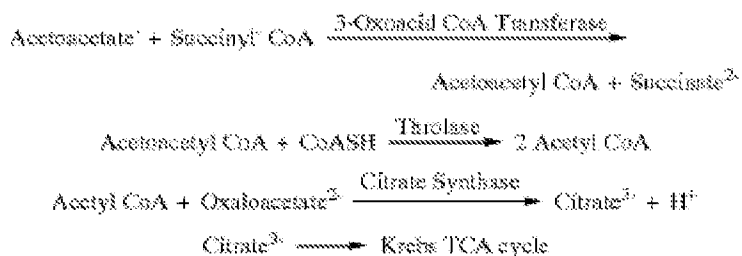 3-Oxoacid CoA Transferase
Acetoacetate⁻ + Succinyl⁻ CoA
Acetoacetyl CoA + Succinate²⁻
Thiolase
Acetoacetyl CoA + CoASH → 2 Acetyl CoA
Citrate Synthase
Acetyl CoA + Oxaloacetate²⁻ → Citrate³⁻ + H⁺
Citrate³⁻ → Krebs TCA cycle